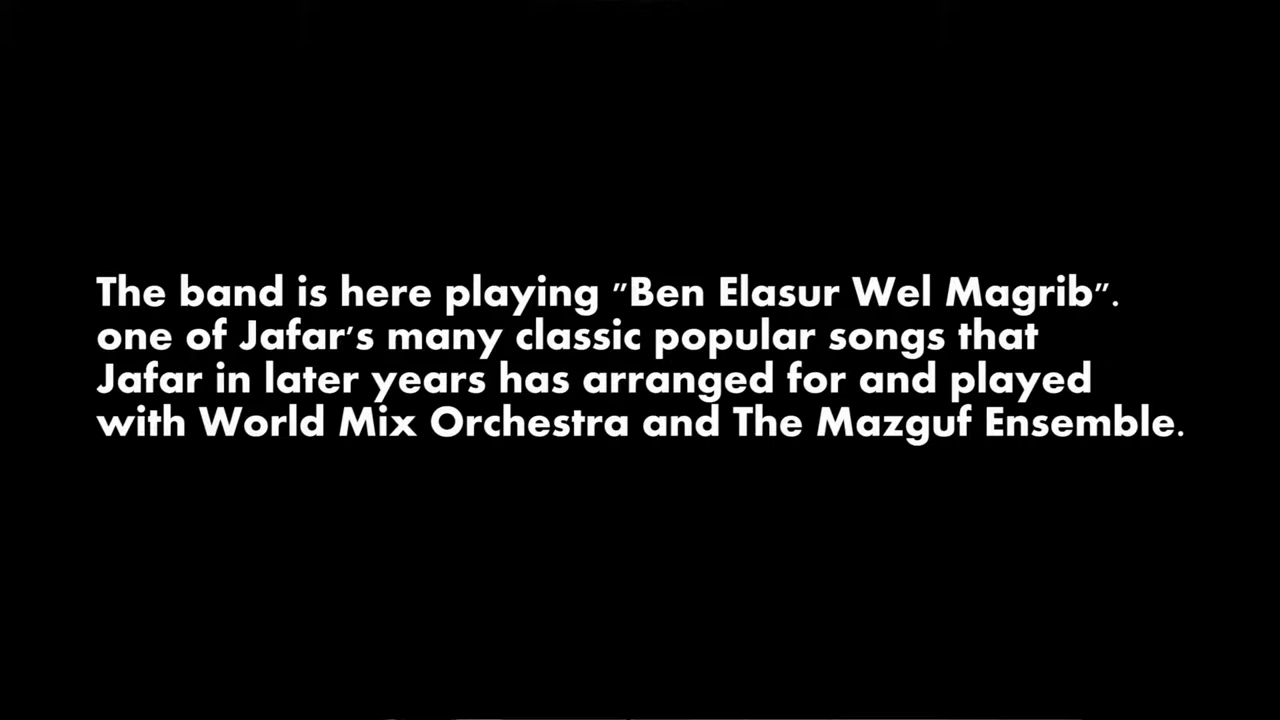 The band is here playing "Ben Elasur Wel Magrib".
one of Jafar's many classic popular songs that
Jafar in later years has arranged for and played
with World Mix Orchestra and The Mazguf Ensemble.